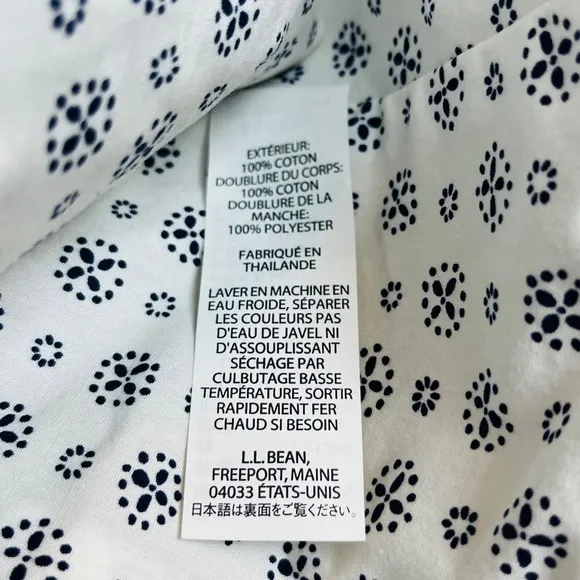 EXTÉRIEUR:
100% COTON
DOUBLURE DU CORPS:
100% COTON
DOUBLURE DE LA
MANCHE:
100% POLYESTER
FABRIQUÉ EN
THAILANDE
LAVER EN MACHINE EN
EAU FROIDE, SÉPARER
LES COULEURS PAS
D'EAU DE JAVEL NI
D'ASSOUPLISSANT
SÉCHAGE PAR
CULBUTAGE BASSE
TEMPÉRATURE, SORTIR
RAPIDEMENT FER
CHAUD SI BESOIN
L.L.BEAN,
FREEPORT, MAINE
04033 ÉTATS-UNIS
日本語は裏面をご覧ください。